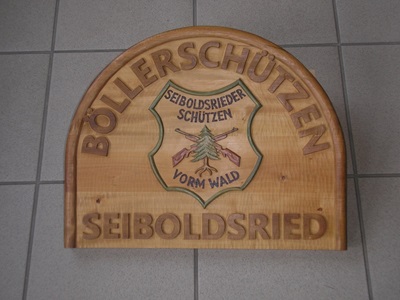 BÖLLERSCHÜTZEN
SEIBOLDSRIEDER
SCHÜTZEN
VORM WALD
SEIBOLDSRIED